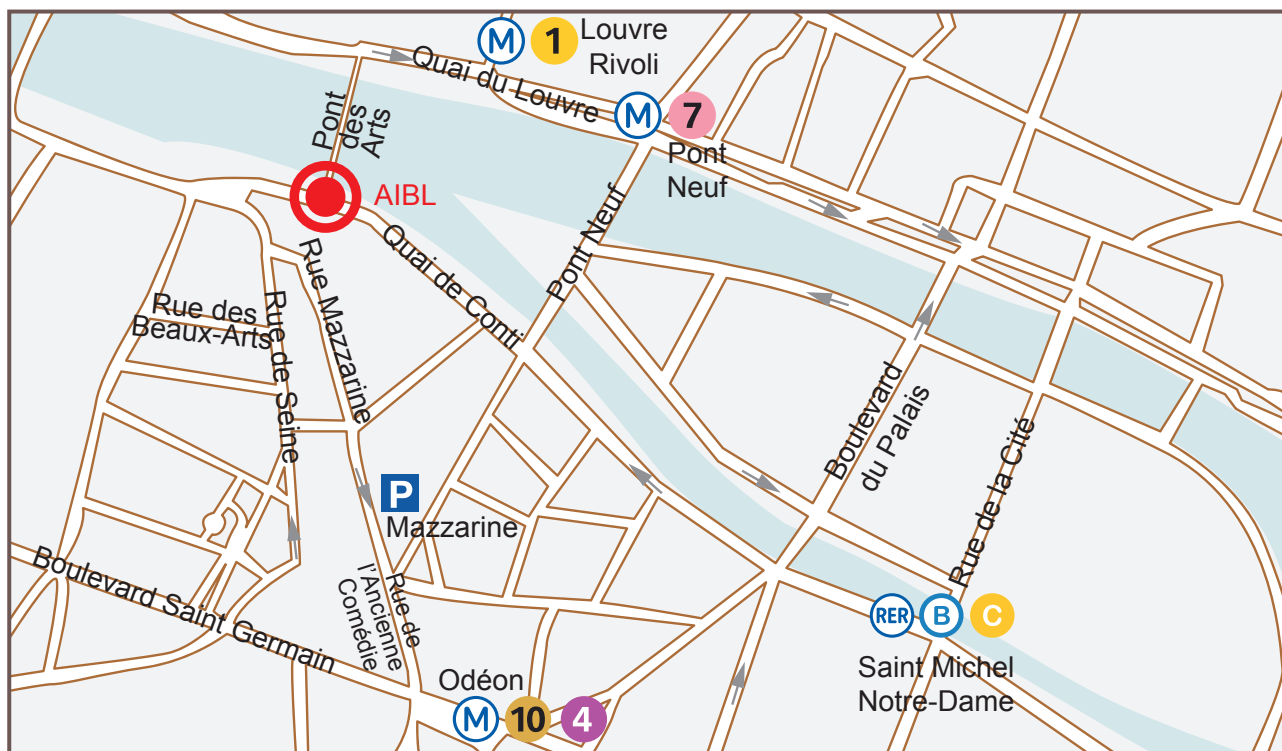 M 1 Louvre
Rivoli
Quai du Louvre
M 7
Pont
Neuf
Pont
des
Arts
AIBL
Quai de Conti
Pont Neuf
Rue Mazzarine
Rue des
Beaux-Arts
Rue de Seine
Boulevard
du Palais
Rue de la Cité
P
Mazzarine
Boulevard Saint Germain
Rue de
l'Ancienne
Comédie
RER B C
Saint Michel
Notre-Dame
Odéon
M 10 4